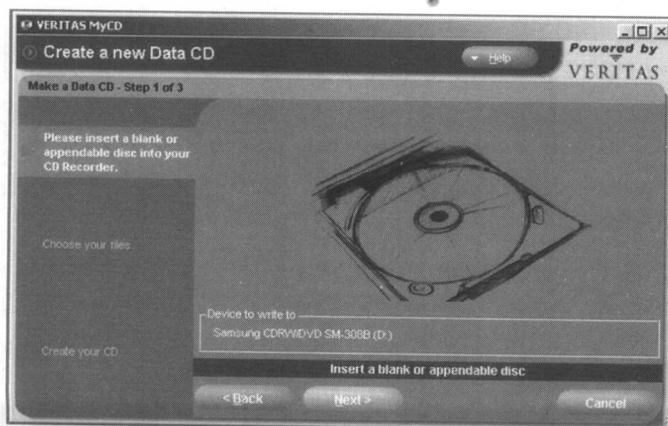 VERITAS MyCD
Create a new Data CD
Help
Powered by
VERITAS
Make a Data CD - Step 1 of 3
Please insert a blank or
appendable disc into your
CD Recorder.
Choose your files
Create your CD
Device to write to
Samsung CDRW/DVD SM-308B (D:)
Insert a blank or appendable disc
< Back
Next >
Cancel